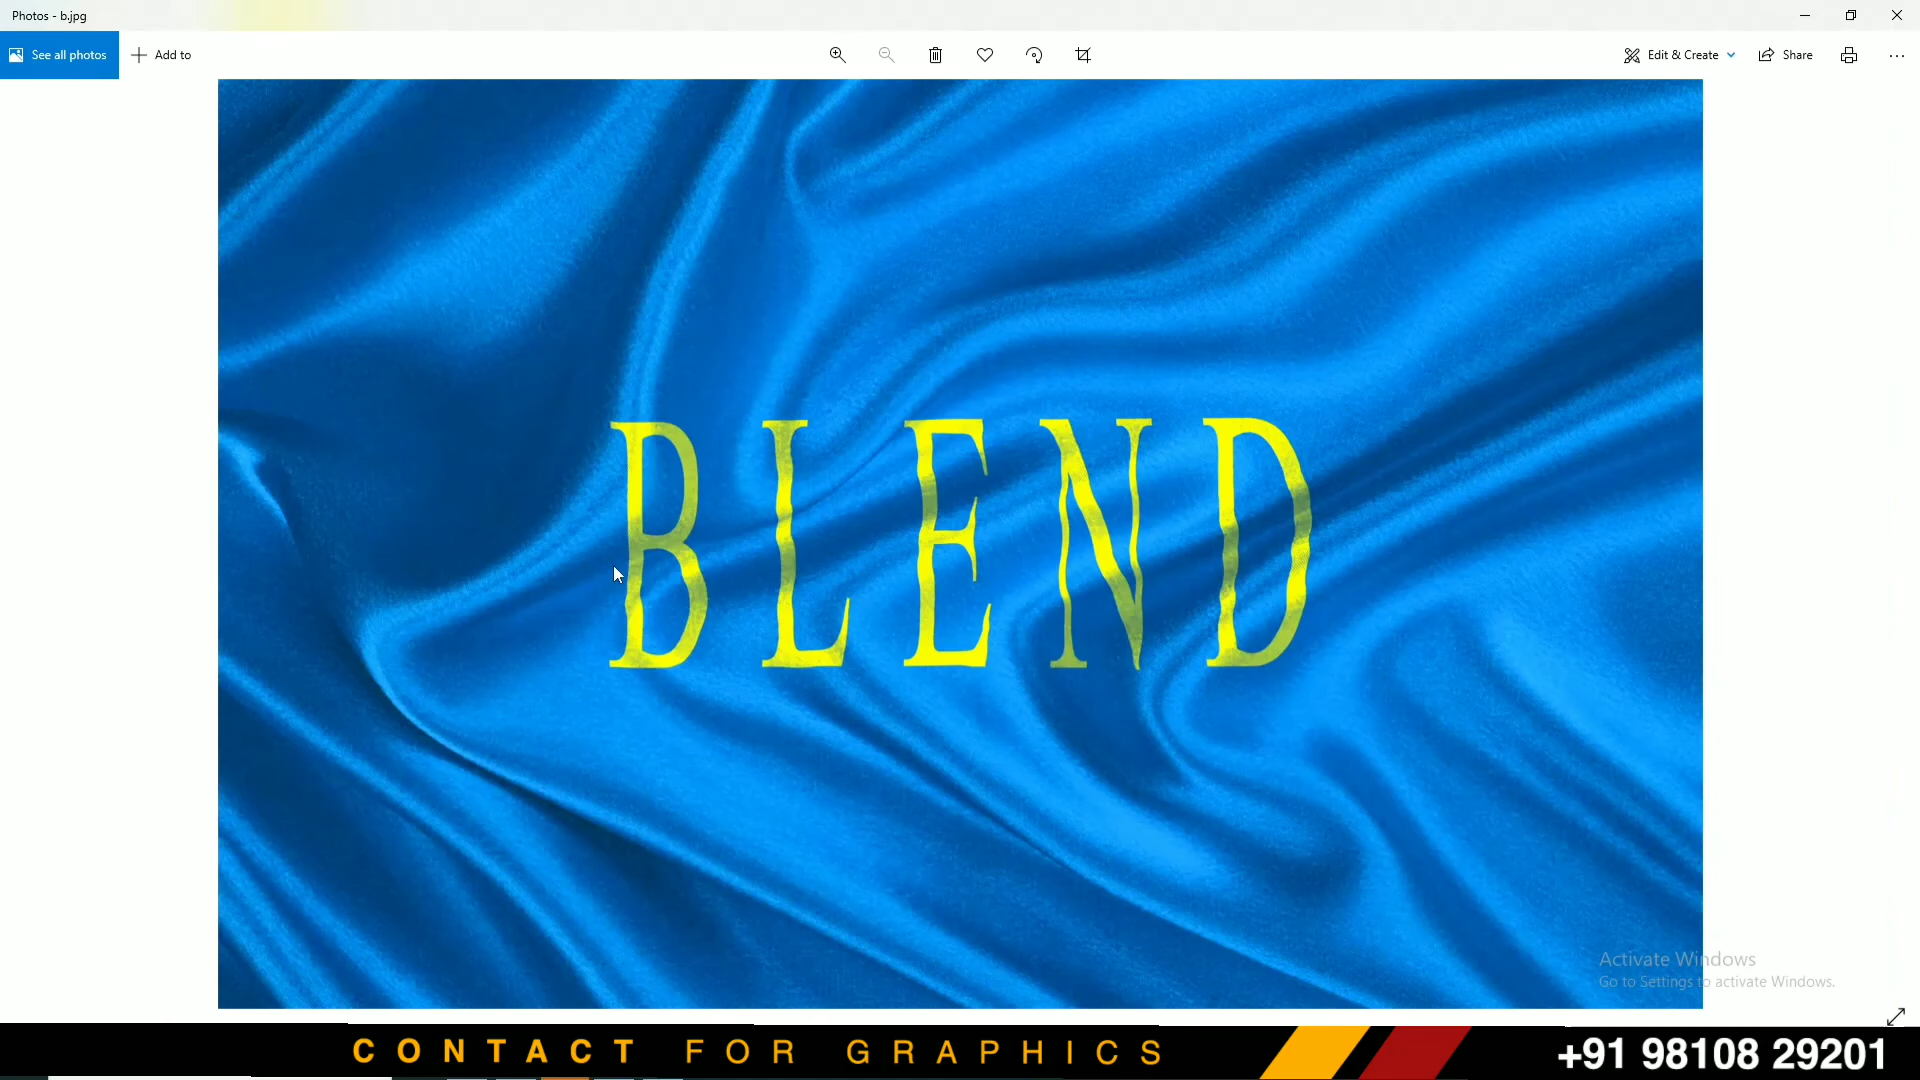 Photos - b.jpg
See all photos
Add to
Edit & Create
Share
BLEND
Activate Windows
Go to Settings to activate Windows.
CONTACT FOR GRAPHICS
+91 98108 29201